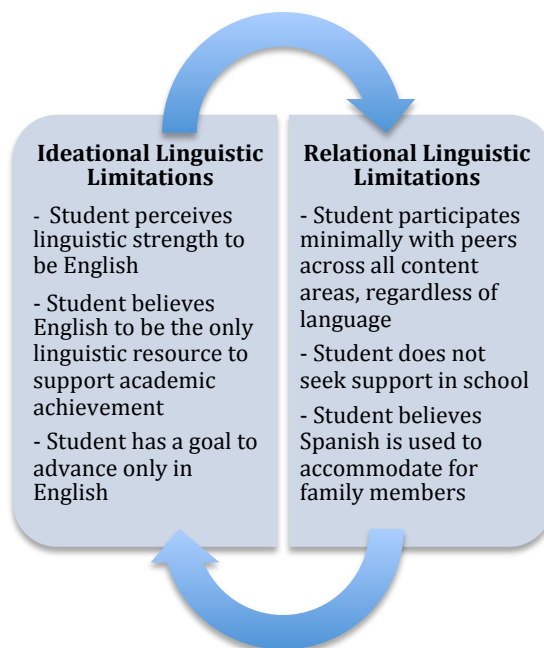 Ideational Linguistic
Limitations
- Student perceives
linguistic strength to
be English
- Student believes
English to be the only
linguistic resource to
support academic
achievement
- Student has a goal to
advance only in
English
Relational Linguistic
Limitations
- Student participates
minimally with peers
across all content
areas, regardless of
language
- Student does not
seek support in school
- Student believes
Spanish is used to
accommodate for
family members